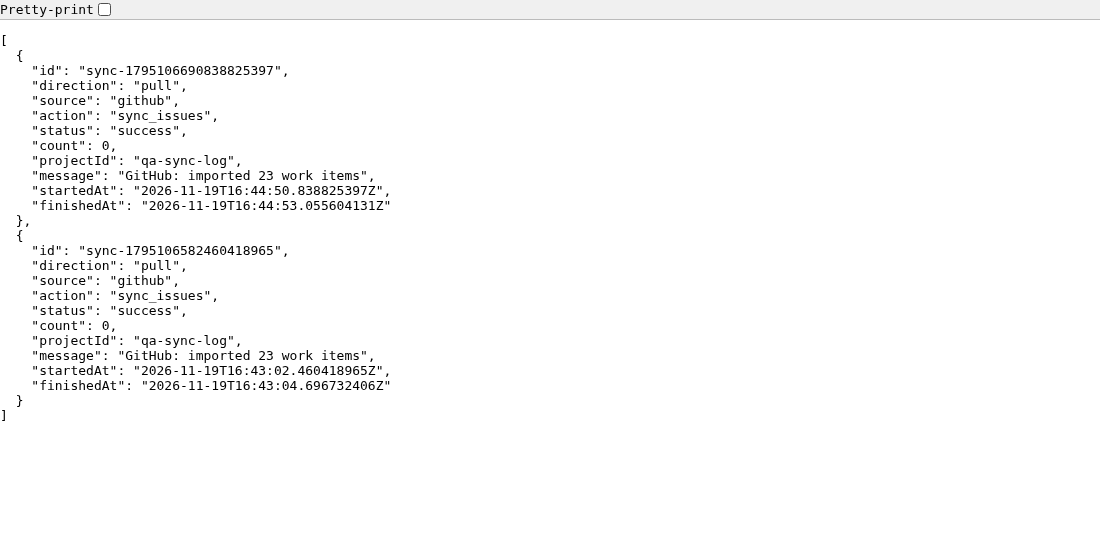 Pretty-print
[
  {
    "id": "sync-1795106690838825397",
    "direction": "pull",
    "source": "github",
    "action": "sync_issues",
    "status": "success",
    "count": 0,
    "projectId": "qa-sync-log",
    "message": "GitHub: imported 23 work items",
    "startedAt": "2026-11-19T16:44:50.838825397Z",
    "finishedAt": "2026-11-19T16:44:53.055604131Z"
  },
  {
    "id": "sync-1795106582460418965",
    "direction": "pull",
    "source": "github",
    "action": "sync_issues",
    "status": "success",
    "count": 0,
    "projectId": "qa-sync-log",
    "message": "GitHub: imported 23 work items",
    "startedAt": "2026-11-19T16:43:02.460418965Z",
    "finishedAt": "2026-11-19T16:43:04.696732406Z"
  }
]